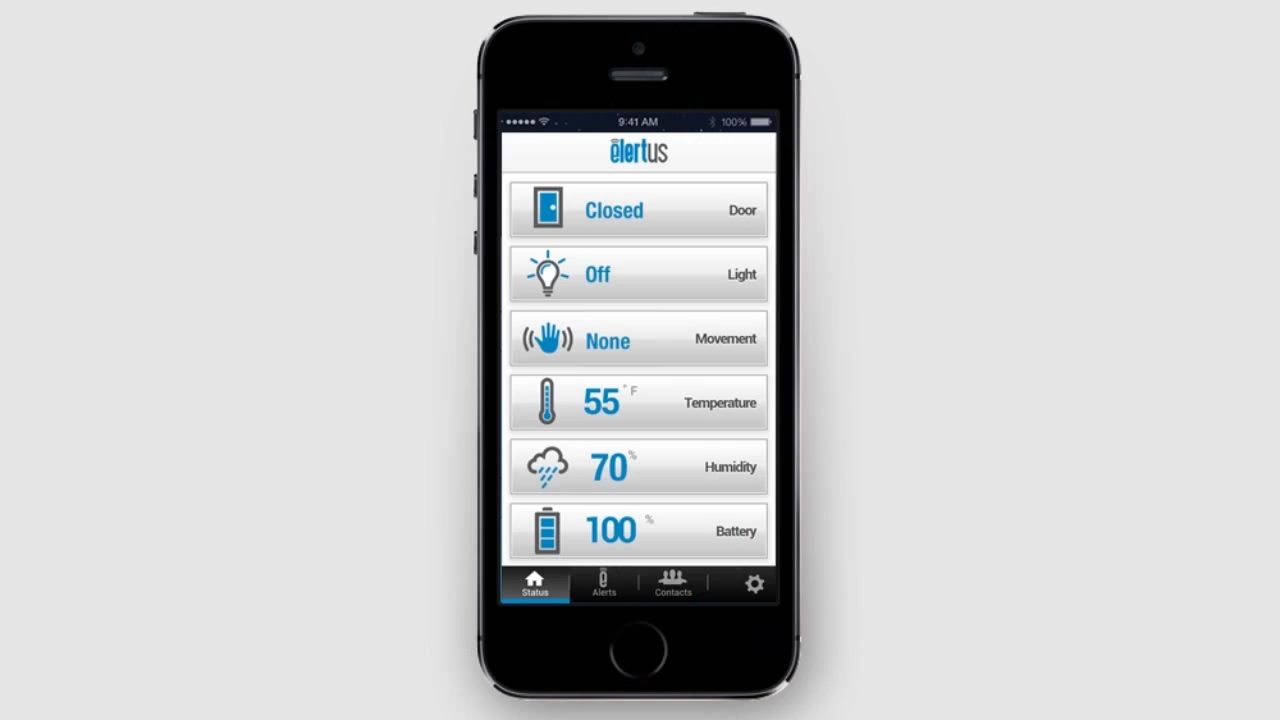 9:41 AM 100%
elertus
Closed Door
Off Light
None Movement
55 °F Temperature
70 % Humidity
100 % Battery
Status Alerts Contacts